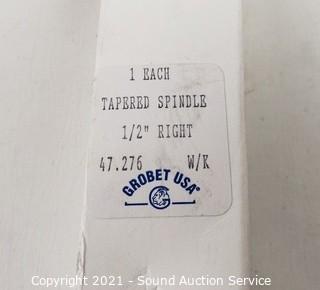 1 EACH
TAPERED SPINDLE
1/2" RIGHT
47.276 W/K
GROBET USA®
G
Copyright 2021 - Sound Auction Service